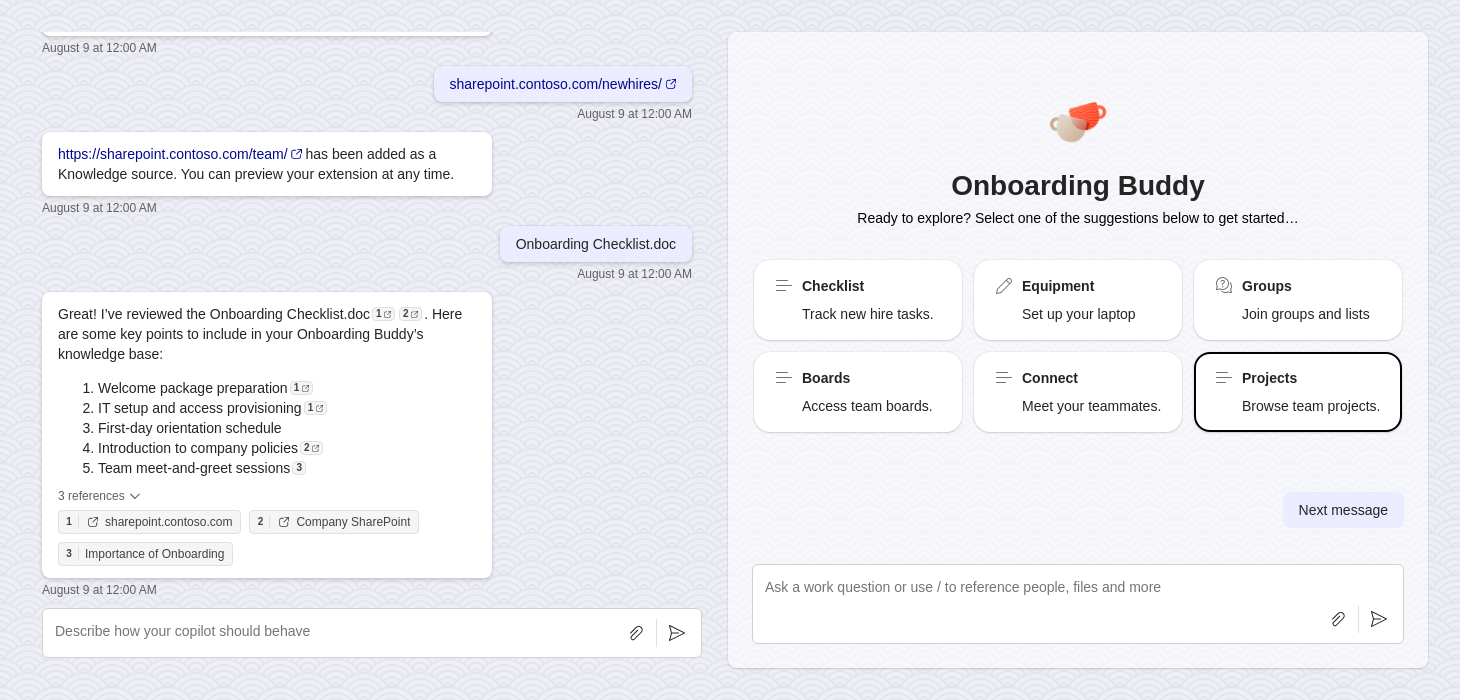 August 9 at 12:00 AM
sharepoint.contoso.com/newhires/
August 9 at 12:00 AM
https://sharepoint.contoso.com/team/ has been added as a
Knowledge source. You can preview your extension at any time.
August 9 at 12:00 AM
Onboarding Checklist.doc
August 9 at 12:00 AM
Great! I’ve reviewed the Onboarding Checklist.doc 1 2 . Here
are some key points to include in your Onboarding Buddy’s
knowledge base:
1. Welcome package preparation 1
2. IT setup and access provisioning 1
3. First-day orientation schedule
4. Introduction to company policies 2
5. Team meet-and-greet sessions 3
3 references
1 sharepoint.contoso.com 2 Company SharePoint
3 Importance of Onboarding
August 9 at 12:00 AM
Describe how your copilot should behave
Onboarding Buddy
Ready to explore? Select one of the suggestions below to get started…
Checklist
Track new hire tasks.
Equipment
Set up your laptop
Groups
Join groups and lists
Boards
Access team boards.
Connect
Meet your teammates.
Projects
Browse team projects.
Next message
Ask a work question or use / to reference people, files and more